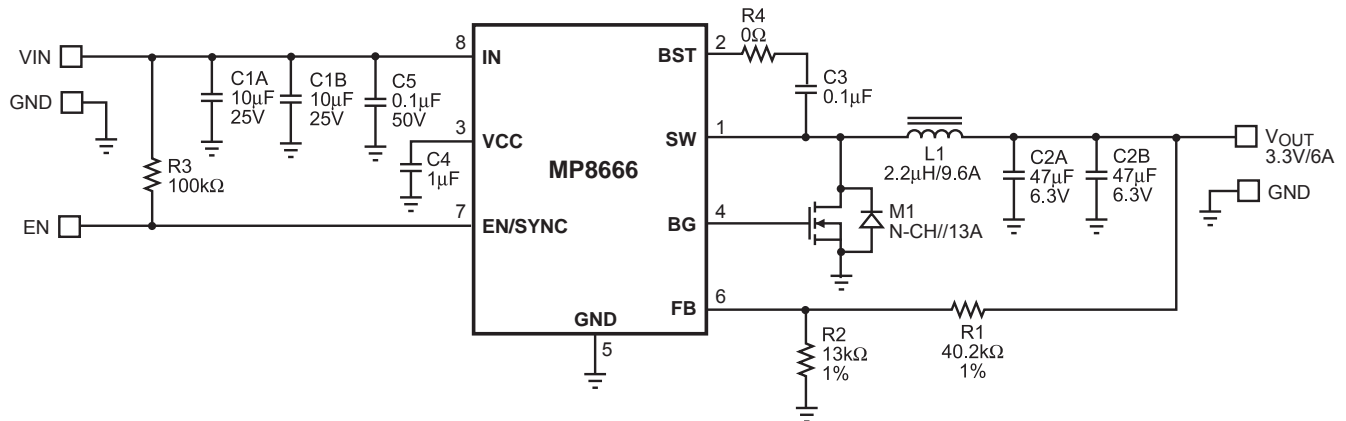 VIN
GND
EN
R3
100kΩ
C1A
10µF
25V
C1B
10µF
25V
C5
0.1µF
50V
C4
1µF
8
IN
3
VCC
7
EN/SYNC
MP8666
GND
5
BST
2
SW
1
BG
4
FB
6
R4
0Ω
C3
0.1µF
L1
2.2µH/9.6A
M1
N-CH//13A
C2A
47µF
6.3V
C2B
47µF
6.3V
VOUT
3.3V/6A
GND
R2
13kΩ
1%
R1
40.2kΩ
1%